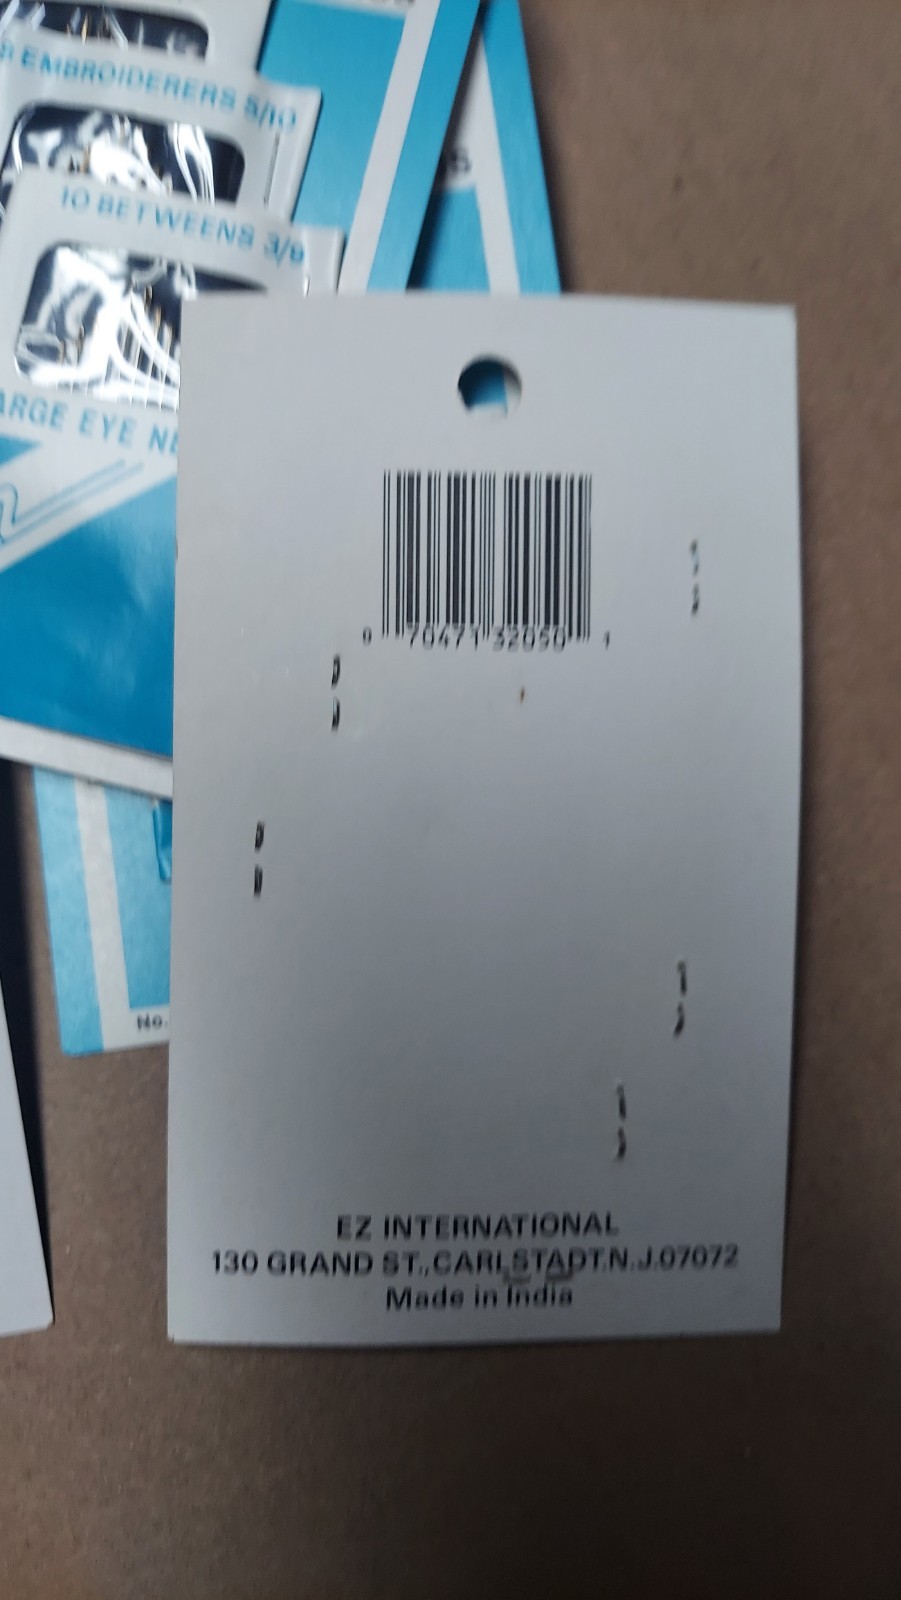 EMBROIDERERS 5/10
10 BETWEENS 3/9
ARGE EYE
No.
0 70471 32050 1
EZ INTERNATIONAL
130 GRAND ST., CARLSTADT.N.J.07072
Made in India